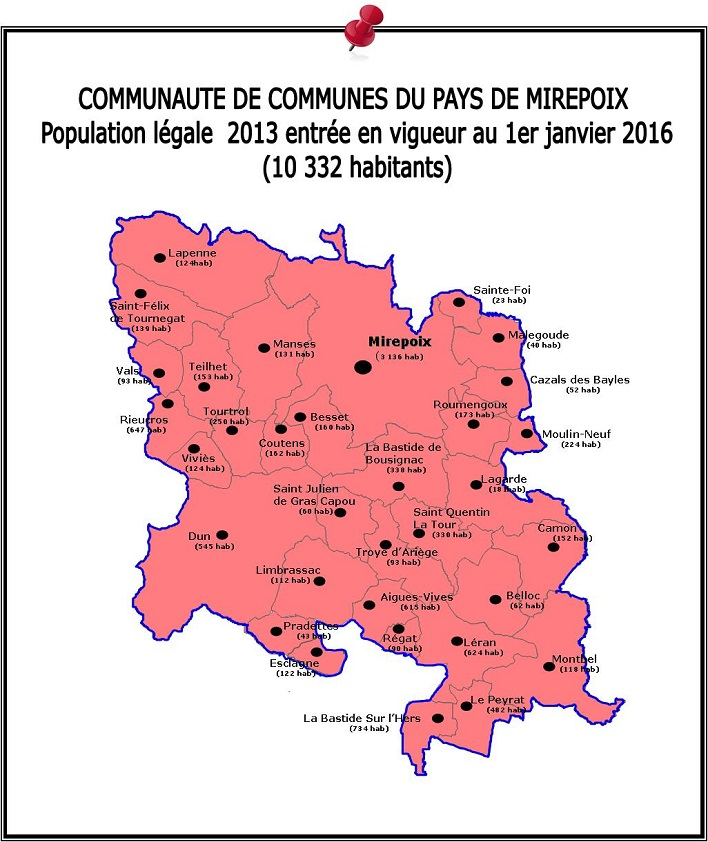 COMMUNAUTE DE COMMUNES DU PAYS DE MIREPOIX
Population légale 2013 entrée en vigueur au 1er janvier 2016
(10 332 habitants)
Lapenne
(124hab)
Sainte-Foi
(23 hab)
Saint-Félix
de Tournegat
(139 hab)
Malegoude
(40 hab)
Mirepoix
(3 136 hab)
Manses
(131 hab)
Vals
(93 hab)
Teilhet
(153 hab)
Cazals des Bayles
(52 hab)
Rieucros
(647 hab)
Tourtrol
(250 hab)
Besset
(160 hab)
Roumengoux
(173 hab)
Coutens
(162 hab)
Moulin-Neuf
(224 hab)
Viviès
(124 hab)
La Bastide de
Bousignac
(338 hab)
Lagarde
(18 hab)
Saint Julien
de Gras Capou
(60 hab)
Saint Quentin
La Tour
(330 hab)
Camon
(152 hab)
Dun
(545 hab)
Troye d'Ariège
(93 hab)
Limbrassac
(112 hab)
Aigues-Vives
(615 hab)
Belloc
(62 hab)
Pradettes
(43 hab)
Régat
(90 hab)
Léran
(624 hab)
Esclagne
(122 hab)
Montbel
(118 hab)
Le Peyrat
(482 hab)
La Bastide Sur l'Hers
(734 hab)